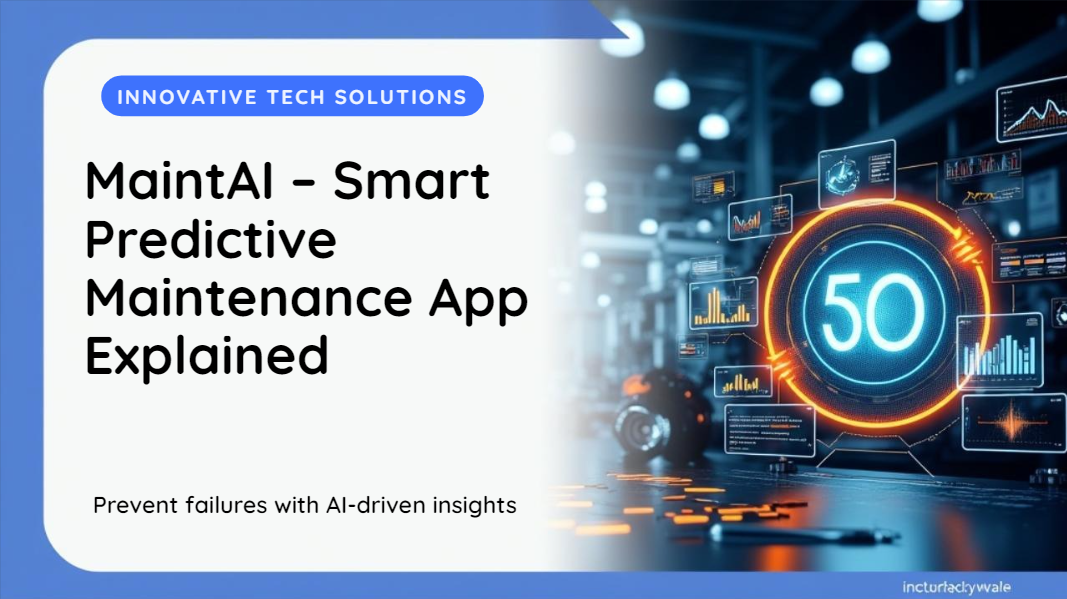 INNOVATIVE TECH SOLUTIONS
MaintAI – Smart
Predictive
Maintenance App
Explained
50
Prevent failures with AI-driven insights